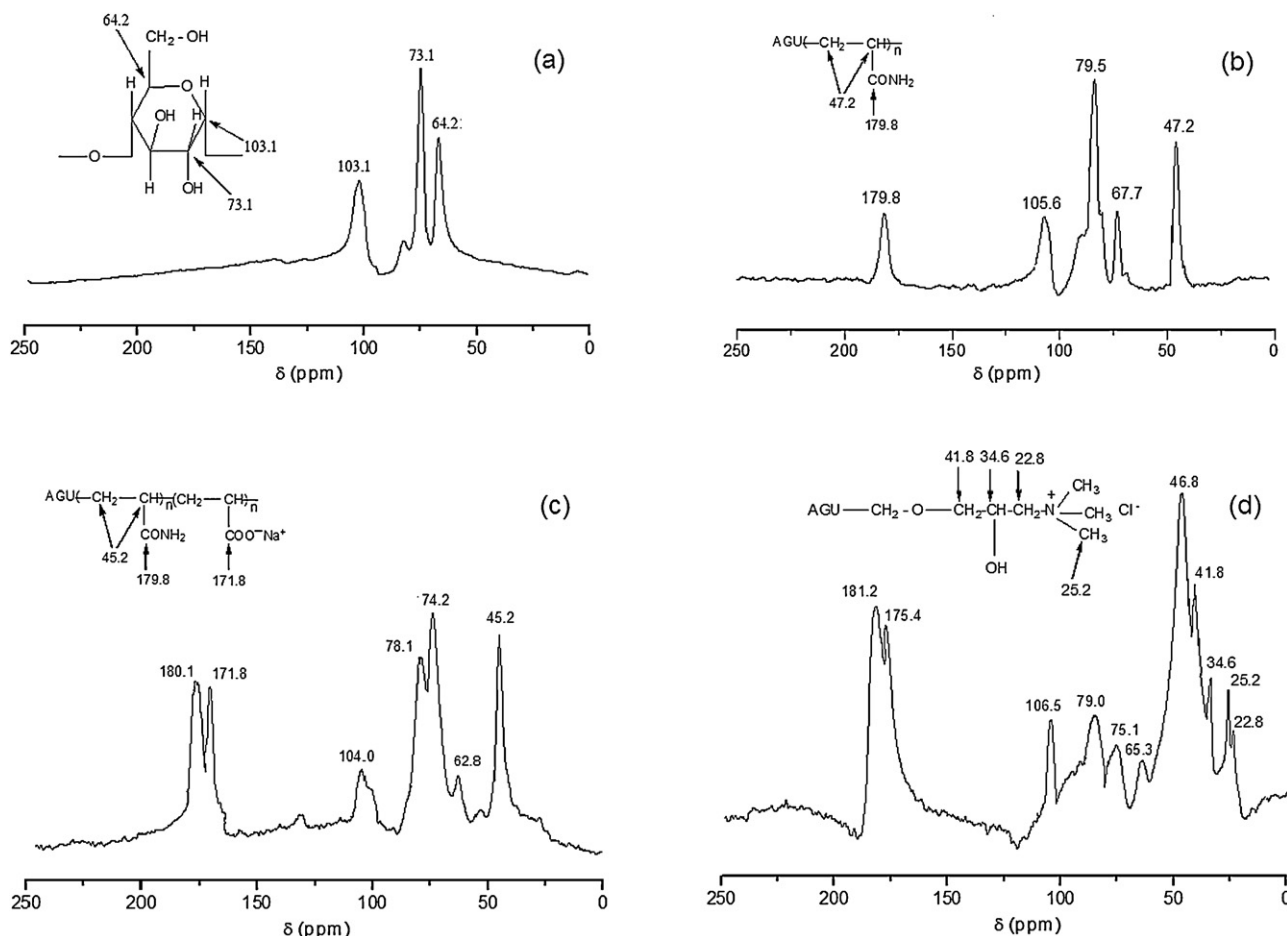 64.2
CH₂-OH
(a)
H
O
H
OH
H
O
103.1
H
OH
73.1
103.1
73.1
64.2
250
200
150
100
50
0
δ (ppm)
(b)
AGU(CH₂-CH)n
CONH₂
47.2
179.8
179.8
105.6
79.5
67.7
47.2
250
200
150
100
50
0
δ (ppm)
(c)
AGU(CH₂-CH)n(CH₂-CH)n
CONH₂
COO⁻Na⁺
45.2
179.8
171.8
180.1
171.8
104.0
78.1
74.2
62.8
45.2
250
200
150
100
50
0
δ (ppm)
(d)
41.8 34.6 22.8
AGU-CH₂-O-CH₂-CH-CH₂-N⁺
CH₃
CH₃ Cl⁻
CH₃
OH
25.2
181.2
175.4
106.5
79.0
75.1
65.3
46.8
41.8
34.6
25.2
22.8
250
200
150
100
50
0
δ (ppm)